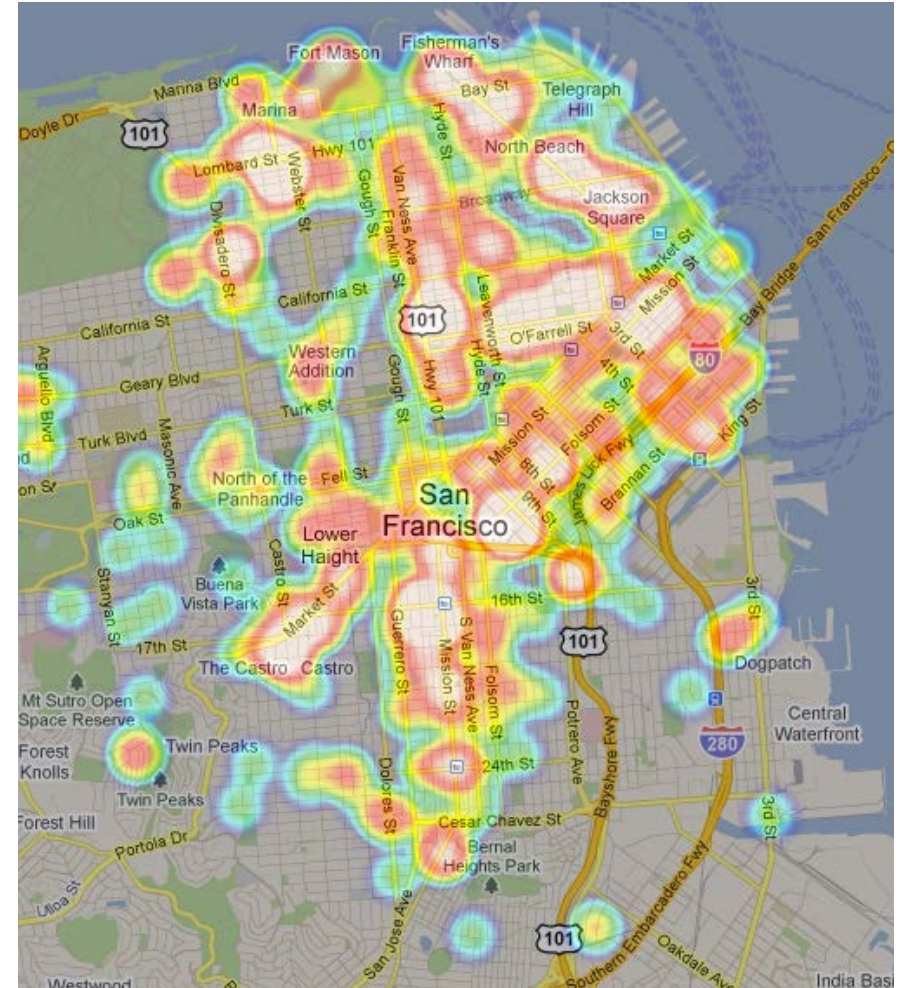 Fort Mason
Fisherman's
Wharf
Marina Blvd
Bay St
Telegraph
Hill
Marina
Doyle Dr
101
Hyde St
Hwy 101
North Beach
Lombard St
Webster St
Van Ness Ave
Gough St
Broadway
Jackson
Square
Divisadero St
Franklin St
Market St
Bay Bridge – San Francisco – O
Mission St
Leavenworth St
California St
101
3rd St
California St
O'Farrell St
80
Western
Addition
Arguello Blvd
Geary Blvd
Hyde St
Gough St
Hwy 101
4th St
Turk St
Masonic Ave
Mission St
Folsom St
King St
Turk Blvd
8th St
James Lick Fwy
North of the
Panhandle
Fell St
Brannan St
on St
9th St
San
Francisco
Oak St
Lower
Haight
Castro St
Buena
Vista Park
Stanyan St
Market St
16th St
3rd St
Guerrero St
S Van Ness Ave
Mission St
17th St
101
The Castro
Castro
Folsom St
Dogpatch
Mt Sutro Open
Space Reserve
Potrero Ave
Central
Waterfront
Forest
Knolls
Twin Peaks
Bayshore Fwy
280
24th St
Twin Peaks
Dolores St
Forest Hill
Cesar Chavez St
3rd St
Portola Dr
Bernal
Heights Park
Ulloa St
San Jose Ave
101
Southern Embarcadero Fwy
Oakdale Ave
Westwood
India Basi